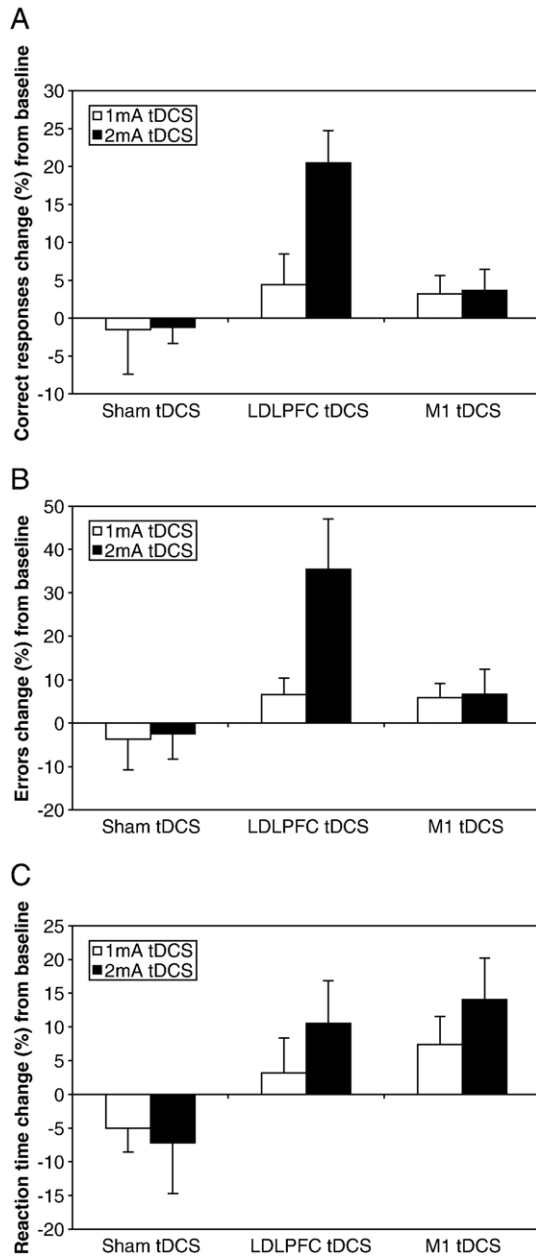 A
Correct responses change (%) from baseline
30
25
20
15
10
5
0
-5
-10
1mA tDCS
2mA tDCS
Sham tDCS LDLPFC tDCS M1 tDCS
B
Errors change (%) from baseline
50
40
30
20
10
0
-10
-20
1mA tDCS
2mA tDCS
Sham tDCS LDLPFC tDCS M1 tDCS
C
Reaction time change (%) from baseline
25
20
15
10
5
0
-5
-10
-15
-20
1mA tDCS
2mA tDCS
Sham tDCS LDLPFC tDCS M1 tDCS